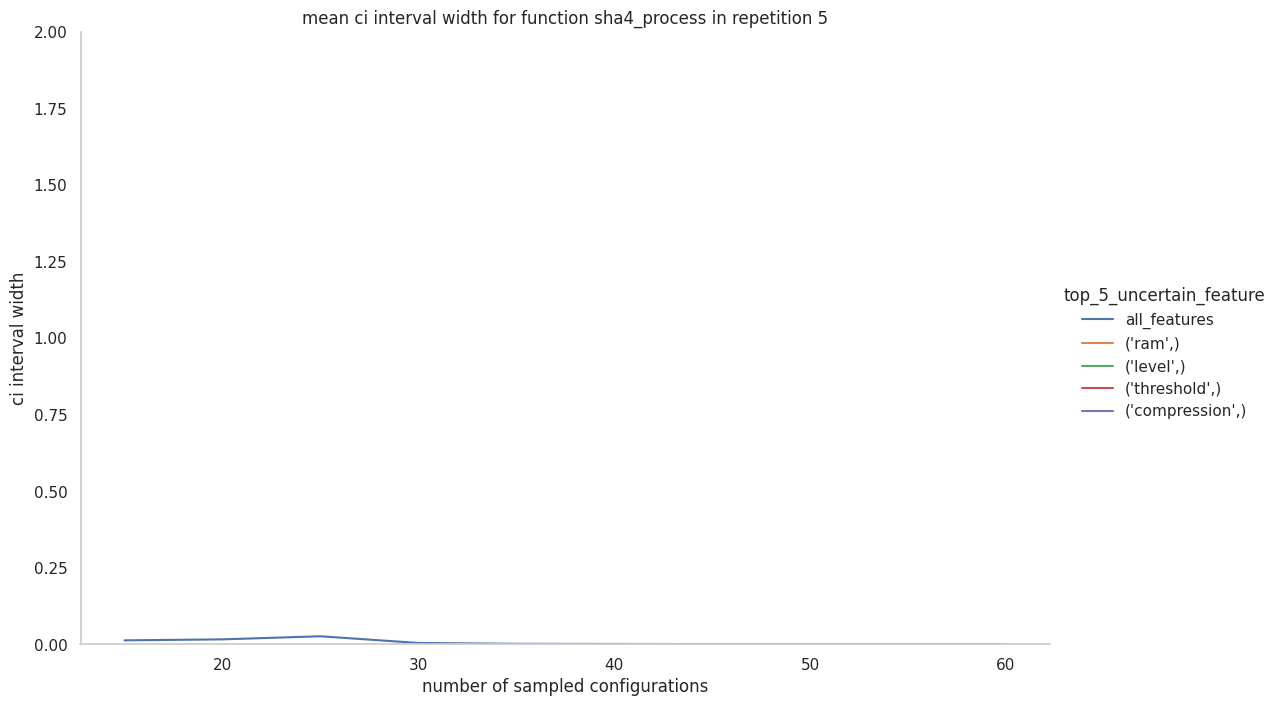 mean ci interval width for function sha4_process in repetition 5
2.00
1.75
1.50
1.25
1.00
0.75
0.50
0.25
0.00
ci interval width
20
30
40
50
60
number of sampled configurations
top_5_uncertain_feature
all_features
('ram',)
('level',)
('threshold',)
('compression',)